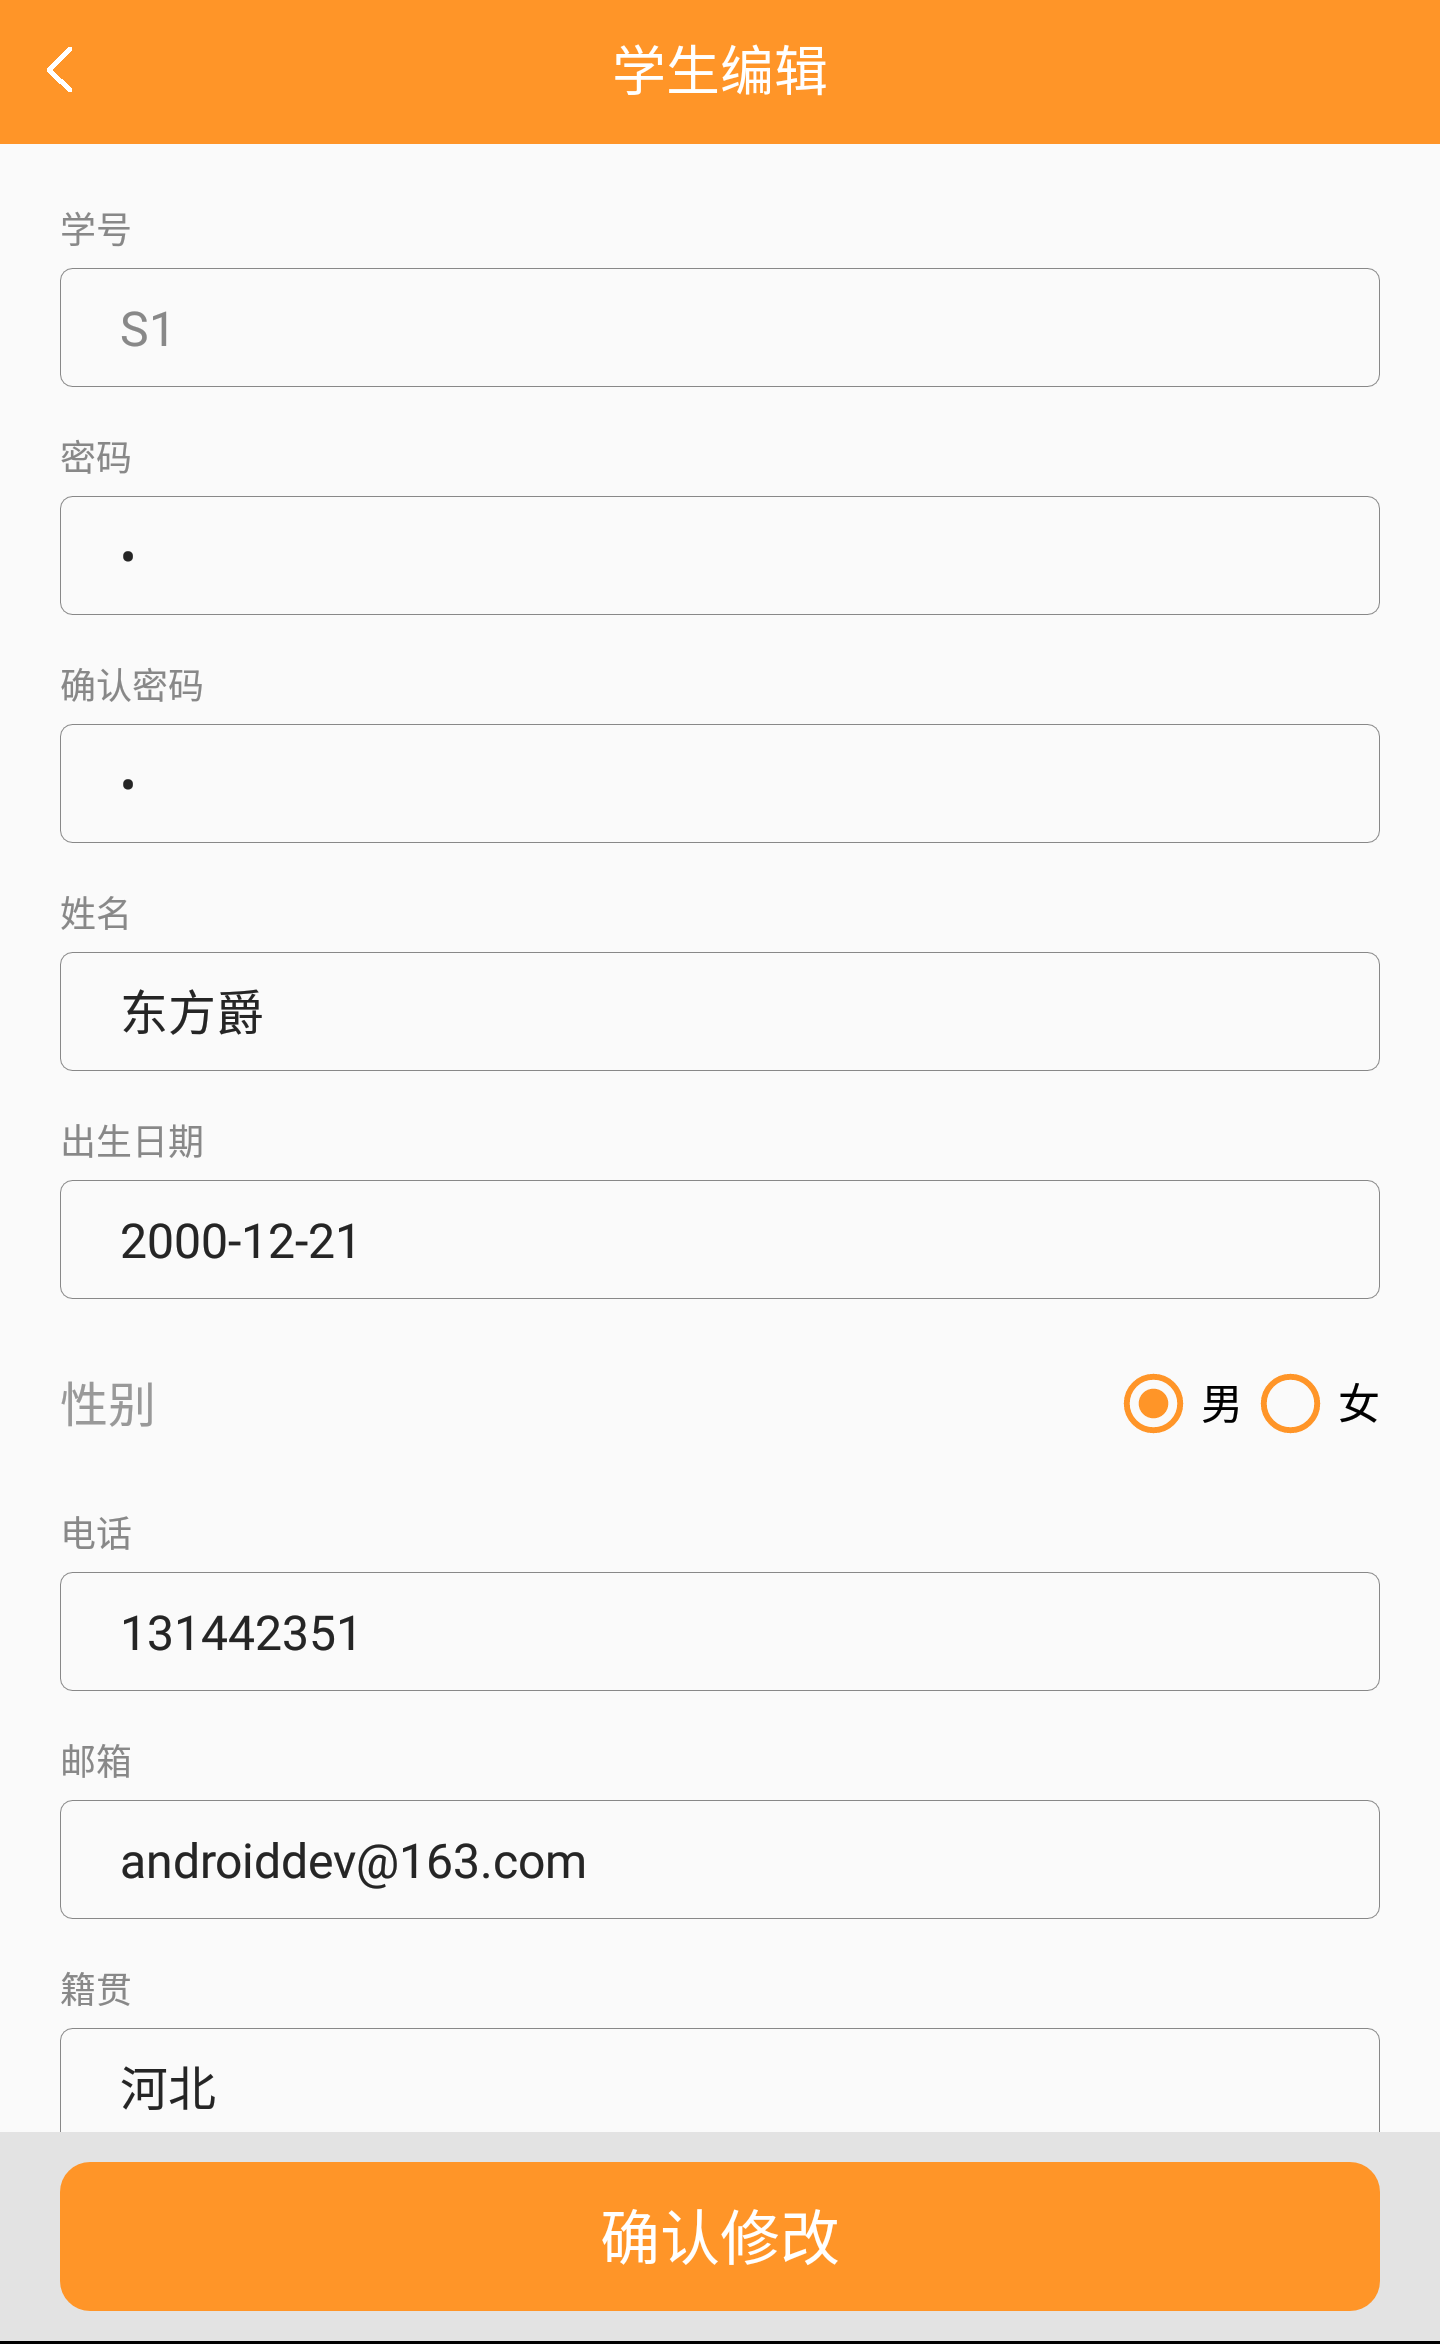 学生编辑
学号
S1
密码
•
确认密码
•
姓名
东方爵
出生日期
2000-12-21
性别 男 女
电话
131442351
邮箱
androiddev@163.com
籍贯
河北
确认修改